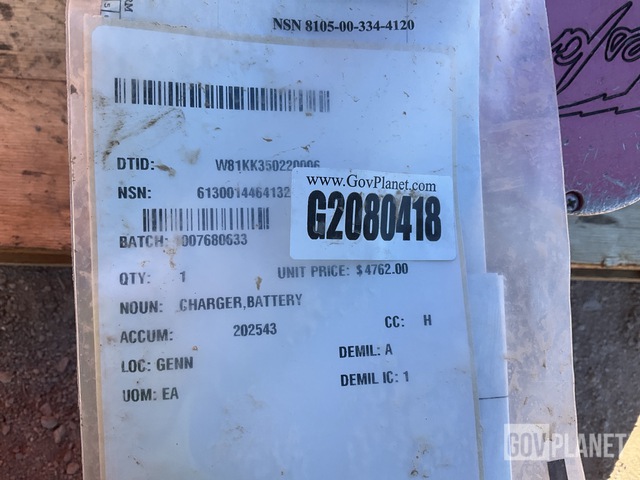 NSN 8105-00-334-4120
DTID: W81KK350220006
NSN: 6130014464132
www.GovPlanet.com
G2080418
BATCH: 007680633
QTY: 1 UNIT PRICE: $4762.00
NOUN: CHARGER,BATTERY
ACCUM: 202543 CC: H
LOC: GENN DEMIL: A
UOM: EA DEMIL IC: 1
GOVPLANET